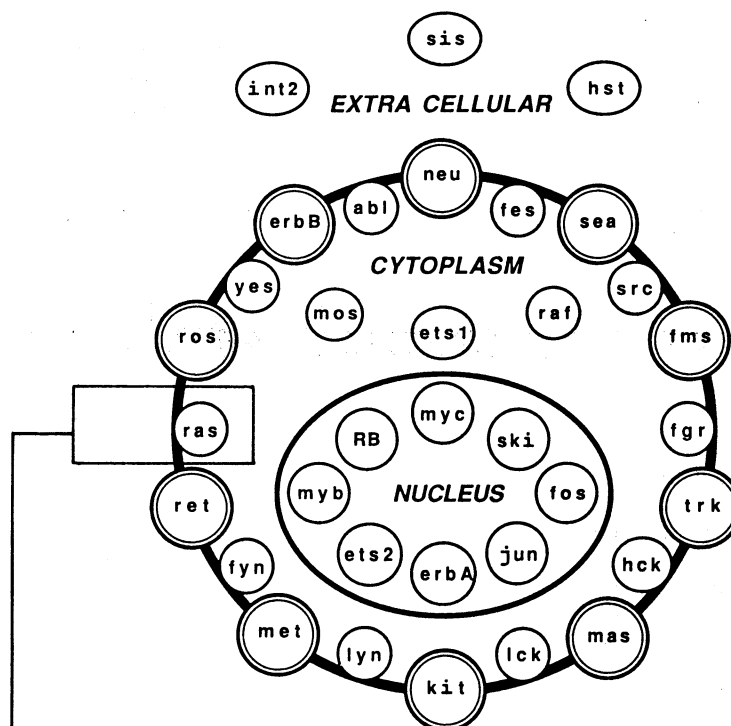 sis
int2
hst
EXTRA CELLULAR
neu
abl
fes
erbB
sea
CYTOPLASM
yes
src
mos
raf
ets1
ros
fms
myc
ras
RB
ski
fgr
myb
NUCLEUS
fos
ret
trk
ets2
jun
erbA
fyn
hck
met
mas
lyn
lck
kit